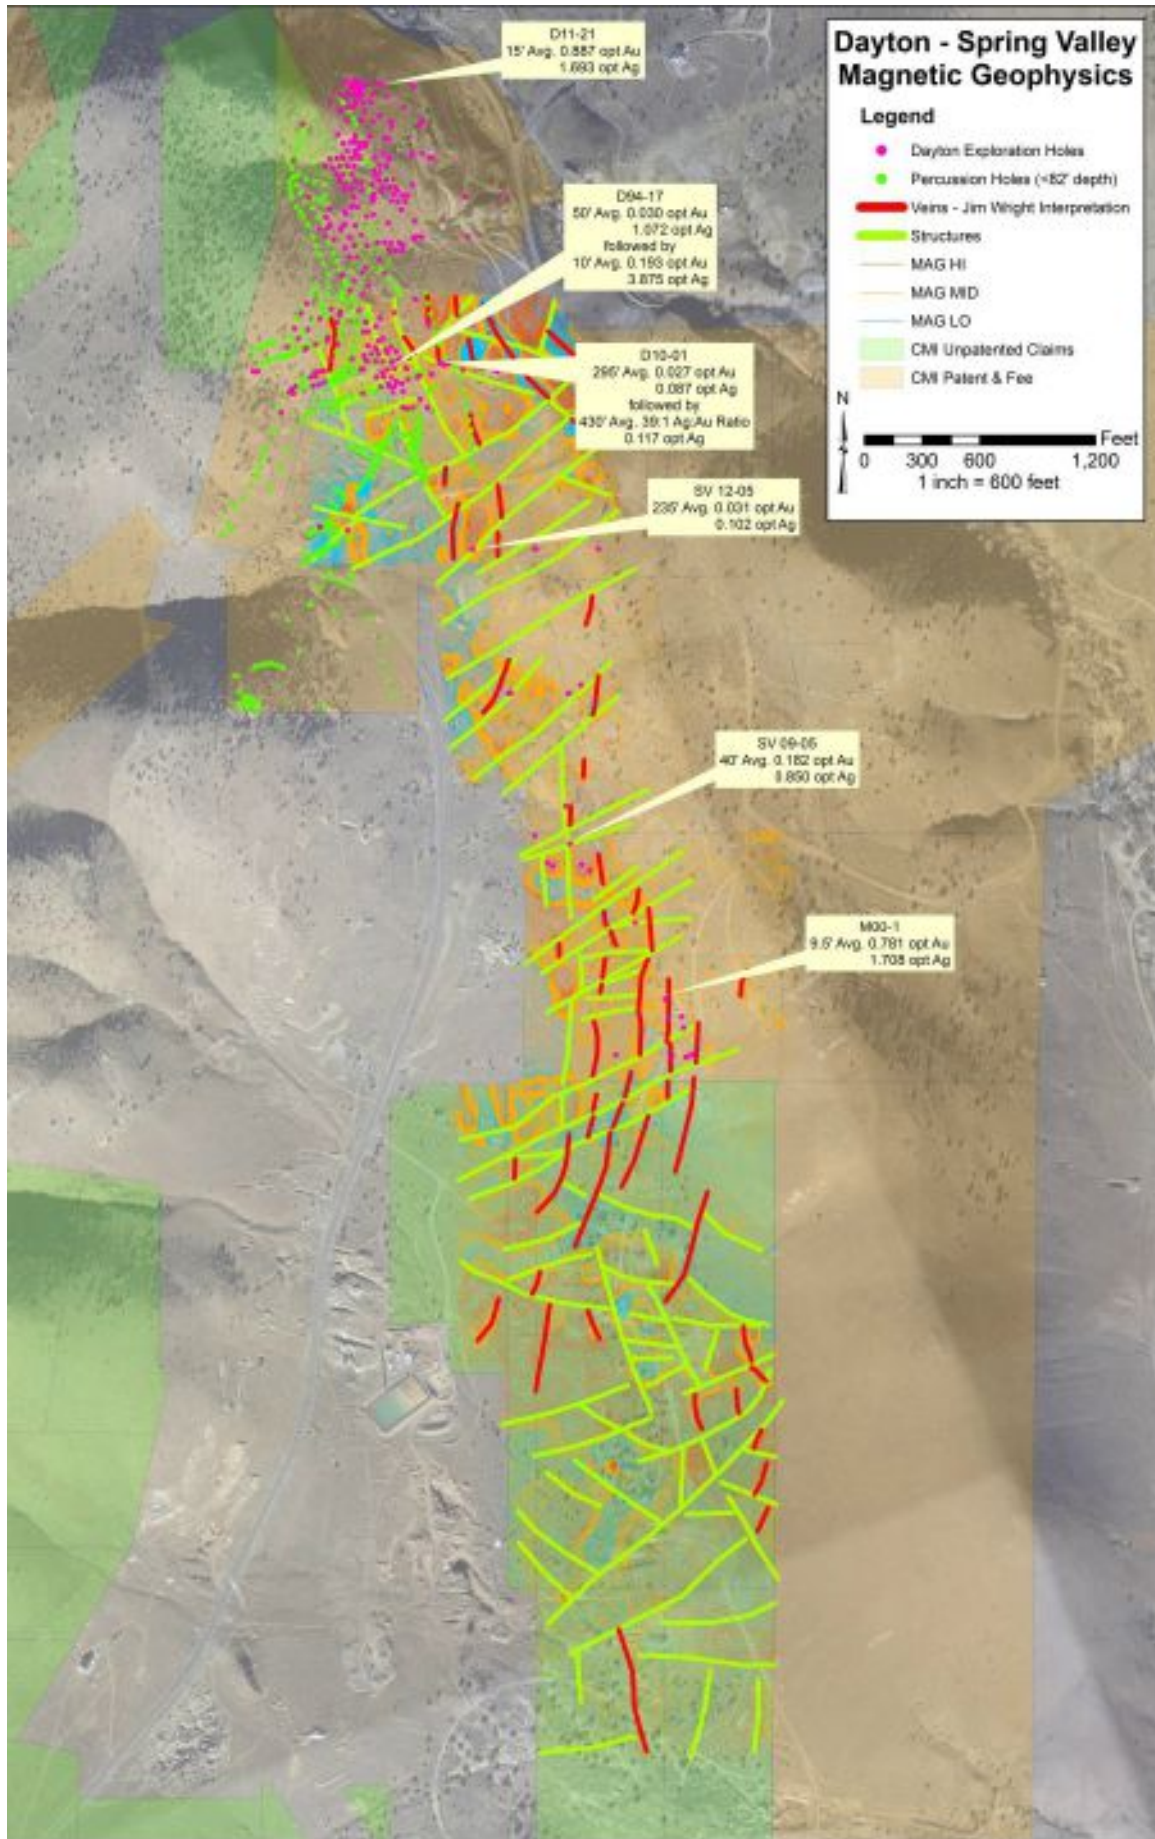 D11-21
15' Avg. 0.887 opt Au
1.693 opt Ag
Dayton - Spring Valley
Magnetic Geophysics
Legend
Dayton Exploration Holes
Percussion Holes (<82' depth)
Veins - Jim Wright Interpretation
Structures
MAG HI
MAG MID
MAG LO
CMI Unpatented Claims
CMI Patent & Fee
N
S
Feet
0 300 600 1,200
1 inch = 600 feet
D94-17
50' Avg. 0.030 opt Au
1.072 opt Ag
followed by
10' Avg. 0.193 opt Au
3.875 opt Ag
D10-01
295' Avg. 0.027 opt Au
0.087 opt Ag
followed by
430' Avg. 39:1 Ag:Au Ratio
0.117 opt Ag
SV 12-05
235' Avg. 0.031 opt Au
0.102 opt Ag
SV 09-05
40' Avg. 0.182 opt Au
0.850 opt Ag
M00-1
9.5' Avg. 0.781 opt Au
1.708 opt Ag